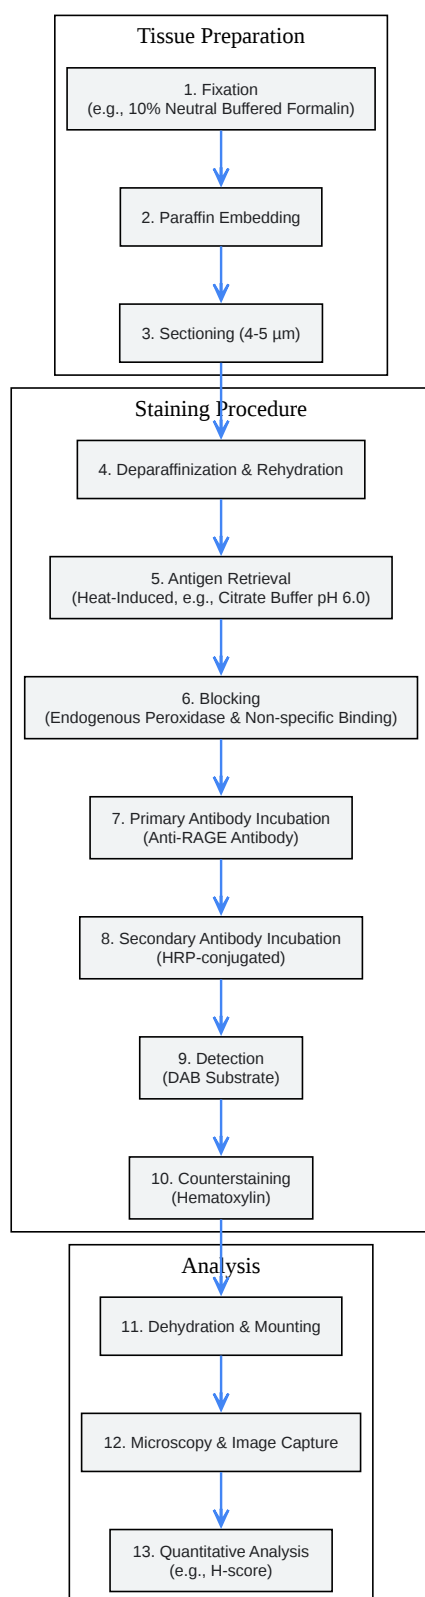 Tissue Preparation
1. Fixation
(e.g., 10% Neutral Buffered Formalin)
2. Paraffin Embedding
3. Sectioning (4-5 µm)
Staining Procedure
4. Deparaffinization & Rehydration
5. Antigen Retrieval
(Heat-Induced, e.g., Citrate Buffer pH 6.0)
6. Blocking
(Endogenous Peroxidase & Non-specific Binding)
7. Primary Antibody Incubation
(Anti-RAGE Antibody)
8. Secondary Antibody Incubation
(HRP-conjugated)
9. Detection
(DAB Substrate)
10. Counterstaining
(Hematoxylin)
Analysis
11. Dehydration & Mounting
12. Microscopy & Image Capture
13. Quantitative Analysis
(e.g., H-score)